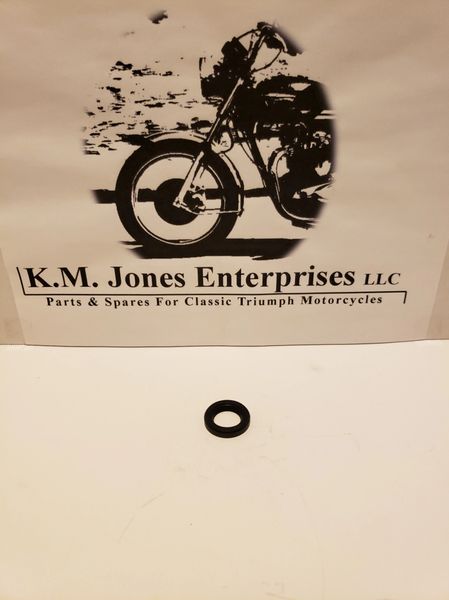 K.M. Jones Enterprises LLC
Parts & Spares For Classic Triumph Motorcycles